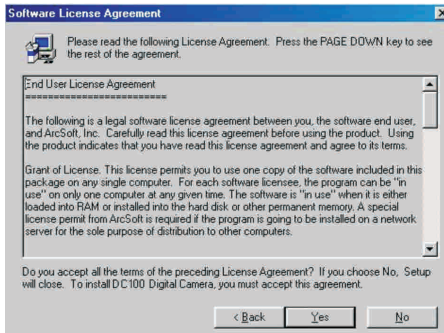 Software License Agreement
Please read the following License Agreement. Press the PAGE DOWN key to see
the rest of the agreement.
End User License Agreement
==========================
The following is a legal software license agreement between you, the software end user,
and ArcSoft, Inc. Carefully read this license agreement before using the product. Using
the product indicates that you have read this license agreement and agree to its terms.
Grant of License. This license permits you to use one copy of the software included in this
package on any single computer. For each software licensee, the program can be "in
use" on only one computer at any given time. The software is "in use" when it is either
loaded into RAM or installed into the hard disk or other permanent memory. A special
license permit from ArcSoft is required if the program is going to be installed on a network
server for the sole purpose of distribution to other computers.
Do you accept all the terms of the preceding License Agreement? If you choose No, Setup
will close. To install DC100 Digital Camera, you must accept this agreement.
< Back Yes No